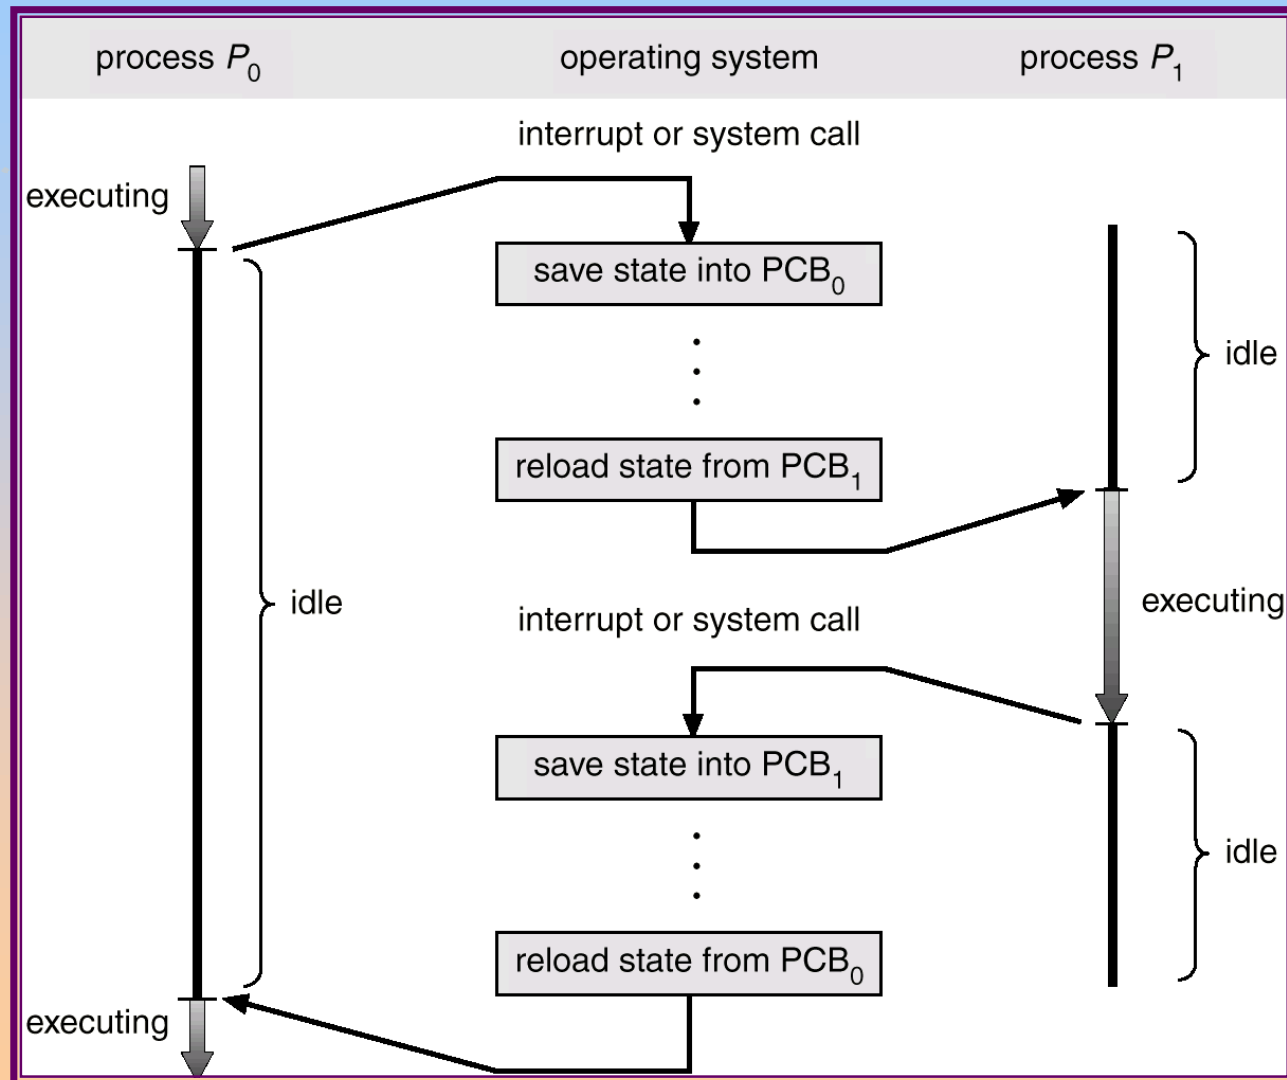 process P0 operating system process P1
interrupt or system call
executing
save state into PCB0
idle
reload state from PCB1
idle
executing
interrupt or system call
save state into PCB1
idle
reload state from PCB0
executing